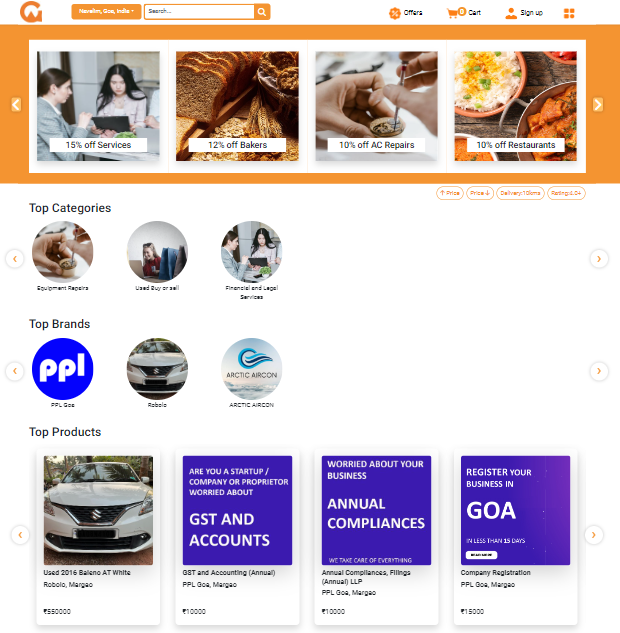 Navelim, Goa, India
Search...
Offers
0
Cart
Sign up
15% off Services
12% off Bakers
10% off AC Repairs
10% off Restaurants
↑ Price
Price ↓
Delivery:10kms
Rating:4.0+
Top Categories
Equipment Repairs
Used Buy or sell
Financial and Legal
Services
Top Brands
ppl
ARCTIC AIRCON
PPL Goa
Robolo
ARCTIC AIRCON
Top Products
ARE YOU A STARTUP /
COMPANY OR PROPRIETOR
WORRIED ABOUT
GST AND
ACCOUNTS
WORRIED ABOUT YOUR
BUSINESS
ANNUAL
COMPLIANCES
WE TAKE CARE OF EVERYTHING
REGISTER YOUR
BUSINESS IN
GOA
IN LESS THAN 15 DAYS
READ MORE
Used 2016 Baleno AT White
Robolo, Margao
₹550000
GST and Accounting (Annual)
PPL Goa, Margao
₹10000
Annual Compliances, Filings
(Annual) LLP
PPL Goa, Margao
₹10000
Company Registration
PPL Goa, Margao
₹15000